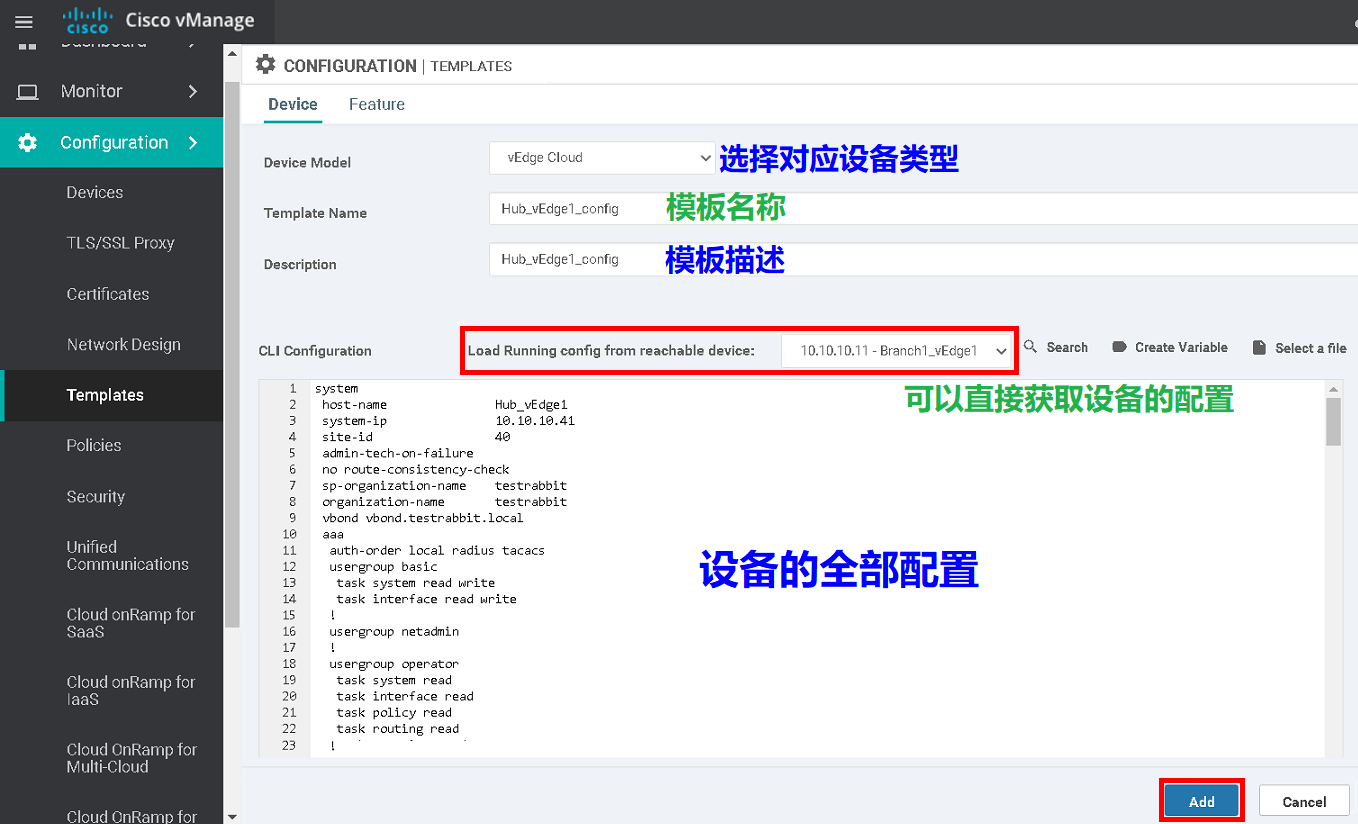 cisco Cisco vManage
Dashboard
Monitor
Configuration
Devices
TLS/SSL Proxy
Certificates
Network Design
Templates
Policies
Security
Unified
Communications
Cloud onRamp for
SaaS
Cloud onRamp for
IaaS
Cloud OnRamp for
Multi-Cloud
Cloud OnRamp for
CONFIGURATION | TEMPLATES
Device Feature
Device Model vEdge Cloud 选择对应设备类型
Template Name Hub_vEdge1_config 模板名称
Description Hub_vEdge1_config 模板描述
CLI Configuration Load Running config from reachable device: 10.10.10.11 - Branch1_vEdge1 Search Create Variable Select a file
可以直接获取设备的配置
1 system
2 host-name Hub_vEdge1
3 system-ip 10.10.10.41
4 site-id 40
5 admin-tech-on-failure
6 no route-consistency-check
7 sp-organization-name testrabbit
8 organization-name testrabbit
9 vbond vbond.testrabbit.local
10 aaa
11 auth-order local radius tacacs
12 usergroup basic
13 task system read write
14 task interface read write
15 !
16 usergroup netadmin
17 !
18 usergroup operator
19 task system read
20 task interface read
21 task policy read
22 task routing read
23 !
设备的全部配置
Add Cancel